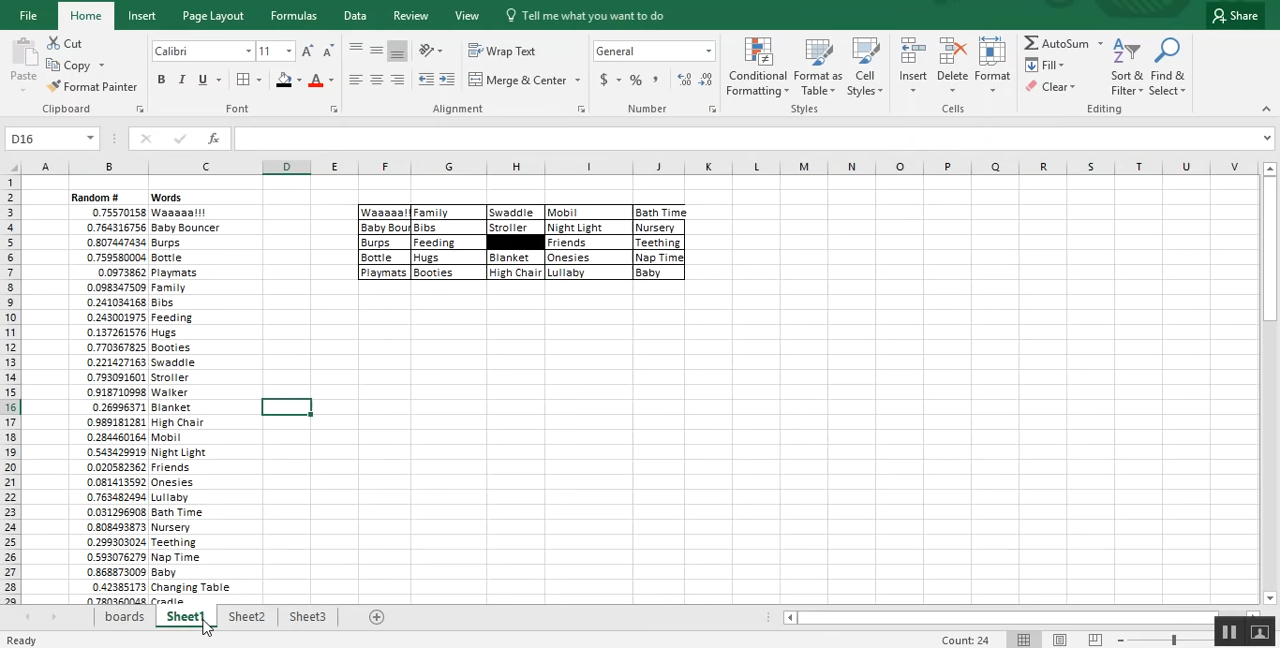 File Home Insert Page Layout Formulas Data Review View Tell me what you want to do Share
Cut
Copy
Format Painter
Paste
Clipboard
Calibri 11
B I U
Font
Wrap Text
Merge & Center
Alignment
General
$ % ,
Number
Conditional Formatting
Format as Table
Cell Styles
Styles
Insert Delete Format
Cells
AutoSum
Fill
Clear
Sort & Filter
Find & Select
Editing
D16 fx
A B C D E F G H I J K L M N O P Q R S T U V
1
2 Random # Words
3 0.75570158 Waaaaa!!! Waaaaa!! Family Swaddle Mobil Bath Time
4 0.764316756 Baby Bouncer Baby Boun Bibs Stroller Night Light Nursery
5 0.807447434 Burps Burps Feeding Friends Teething
6 0.759580004 Bottle Bottle Hugs Blanket Onesies Nap Time
7 0.0973862 Playmats Playmats Booties High Chair Lullaby Baby
8 0.098347509 Family
9 0.241034168 Bibs
10 0.243001975 Feeding
11 0.137261576 Hugs
12 0.770367825 Booties
13 0.221427163 Swaddle
14 0.793091601 Stroller
15 0.918710998 Walker
16 0.26996371 Blanket
17 0.989181281 High Chair
18 0.284460164 Mobil
19 0.543429919 Night Light
20 0.020582362 Friends
21 0.081413592 Onesies
22 0.763482494 Lullaby
23 0.031296908 Bath Time
24 0.808493873 Nursery
25 0.299303024 Teething
26 0.593076279 Nap Time
27 0.868873009 Baby
28 0.42385173 Changing Table
29 0.780360048 Cradle
boards Sheet1 Sheet2 Sheet3
Ready Count: 24